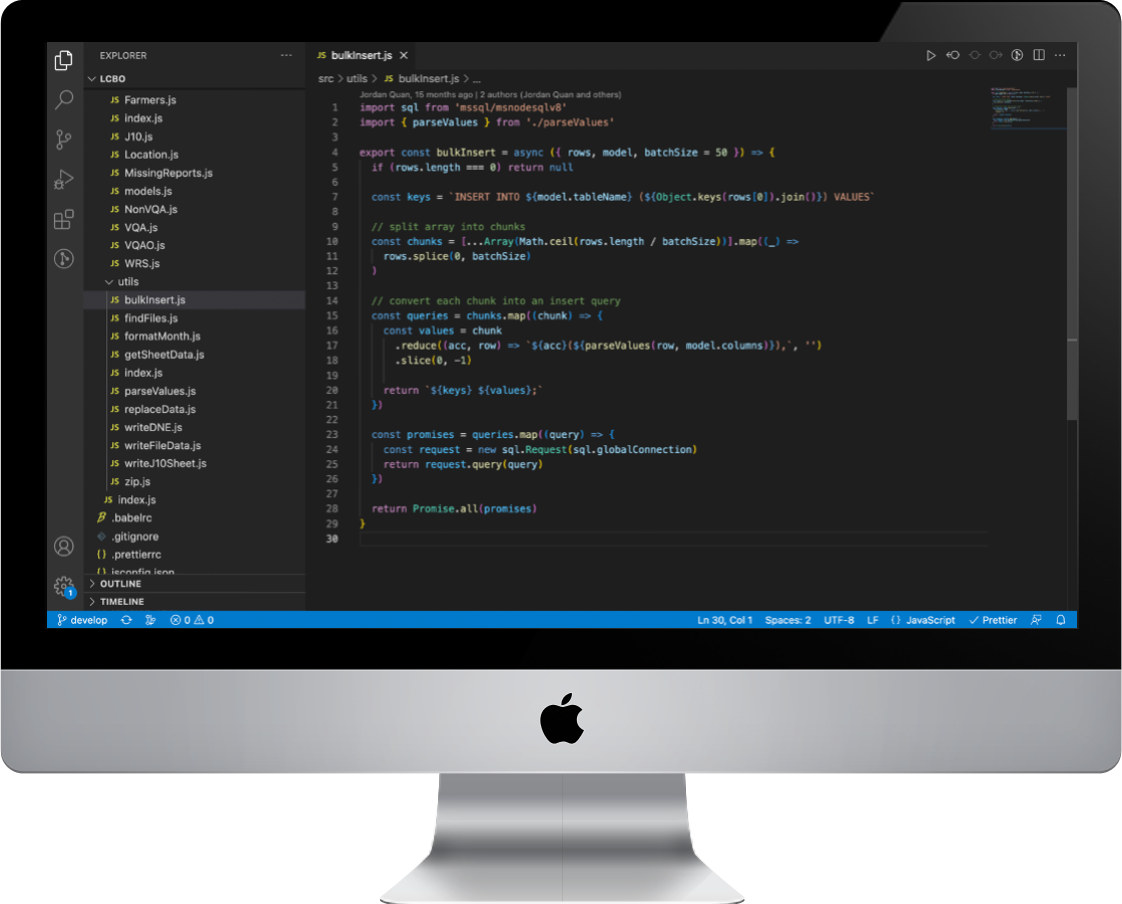 EXPLORER
LCBO
JS Farmers.js
JS index.js
JS J10.js
JS Location.js
JS MissingReports.js
JS models.js
JS NonVQA.js
JS VQA.js
JS VQAO.js
JS WRS.js
utils
JS bulkInsert.js
JS findFiles.js
JS formatMonth.js
JS getSheetData.js
JS index.js
JS parseValues.js
JS replaceData.js
JS writeDNE.js
JS writeFileData.js
JS writeJ10Sheet.js
JS zip.js
JS index.js
.babelrc
.gitignore
{} .prettierrc
{} jsconfig.json
OUTLINE
TIMELINE
1
JS bulkInsert.js ×
src > utils > JS bulkInsert.js > ...
Jordan Quan, 15 months ago | 2 authors (Jordan Quan and others)
1 import sql from 'mssql/msnodesqlv8'
2 import { parseValues } from './parseValues'
3
4 export const bulkInsert = async ({ rows, model, batchSize = 50 }) => {
5 if (rows.length === 0) return null
6
7 const keys = `INSERT INTO ${model.tableName} (${Object.keys(rows[0]).join()}) VALUES`
8
9 // split array into chunks
10 const chunks = [...Array(Math.ceil(rows.length / batchSize))].map((_) =>
11 rows.splice(0, batchSize)
12 )
13
14 // convert each chunk into an insert query
15 const queries = chunks.map((chunk) => {
16 const values = chunk
17 .reduce((acc, row) => `${acc}(${parseValues(row, model.columns)}),`, '')
18 .slice(0, -1)
19
20 return `${keys} ${values};`
21 })
22
23 const promises = queries.map((query) => {
24 const request = new sql.Request(sql.globalConnection)
25 return request.query(query)
26 })
27
28 return Promise.all(promises)
29 }
30
develop 0 0 Ln 30, Col 1 Spaces: 2 UTF-8 LF {} JavaScript ✓ Prettier